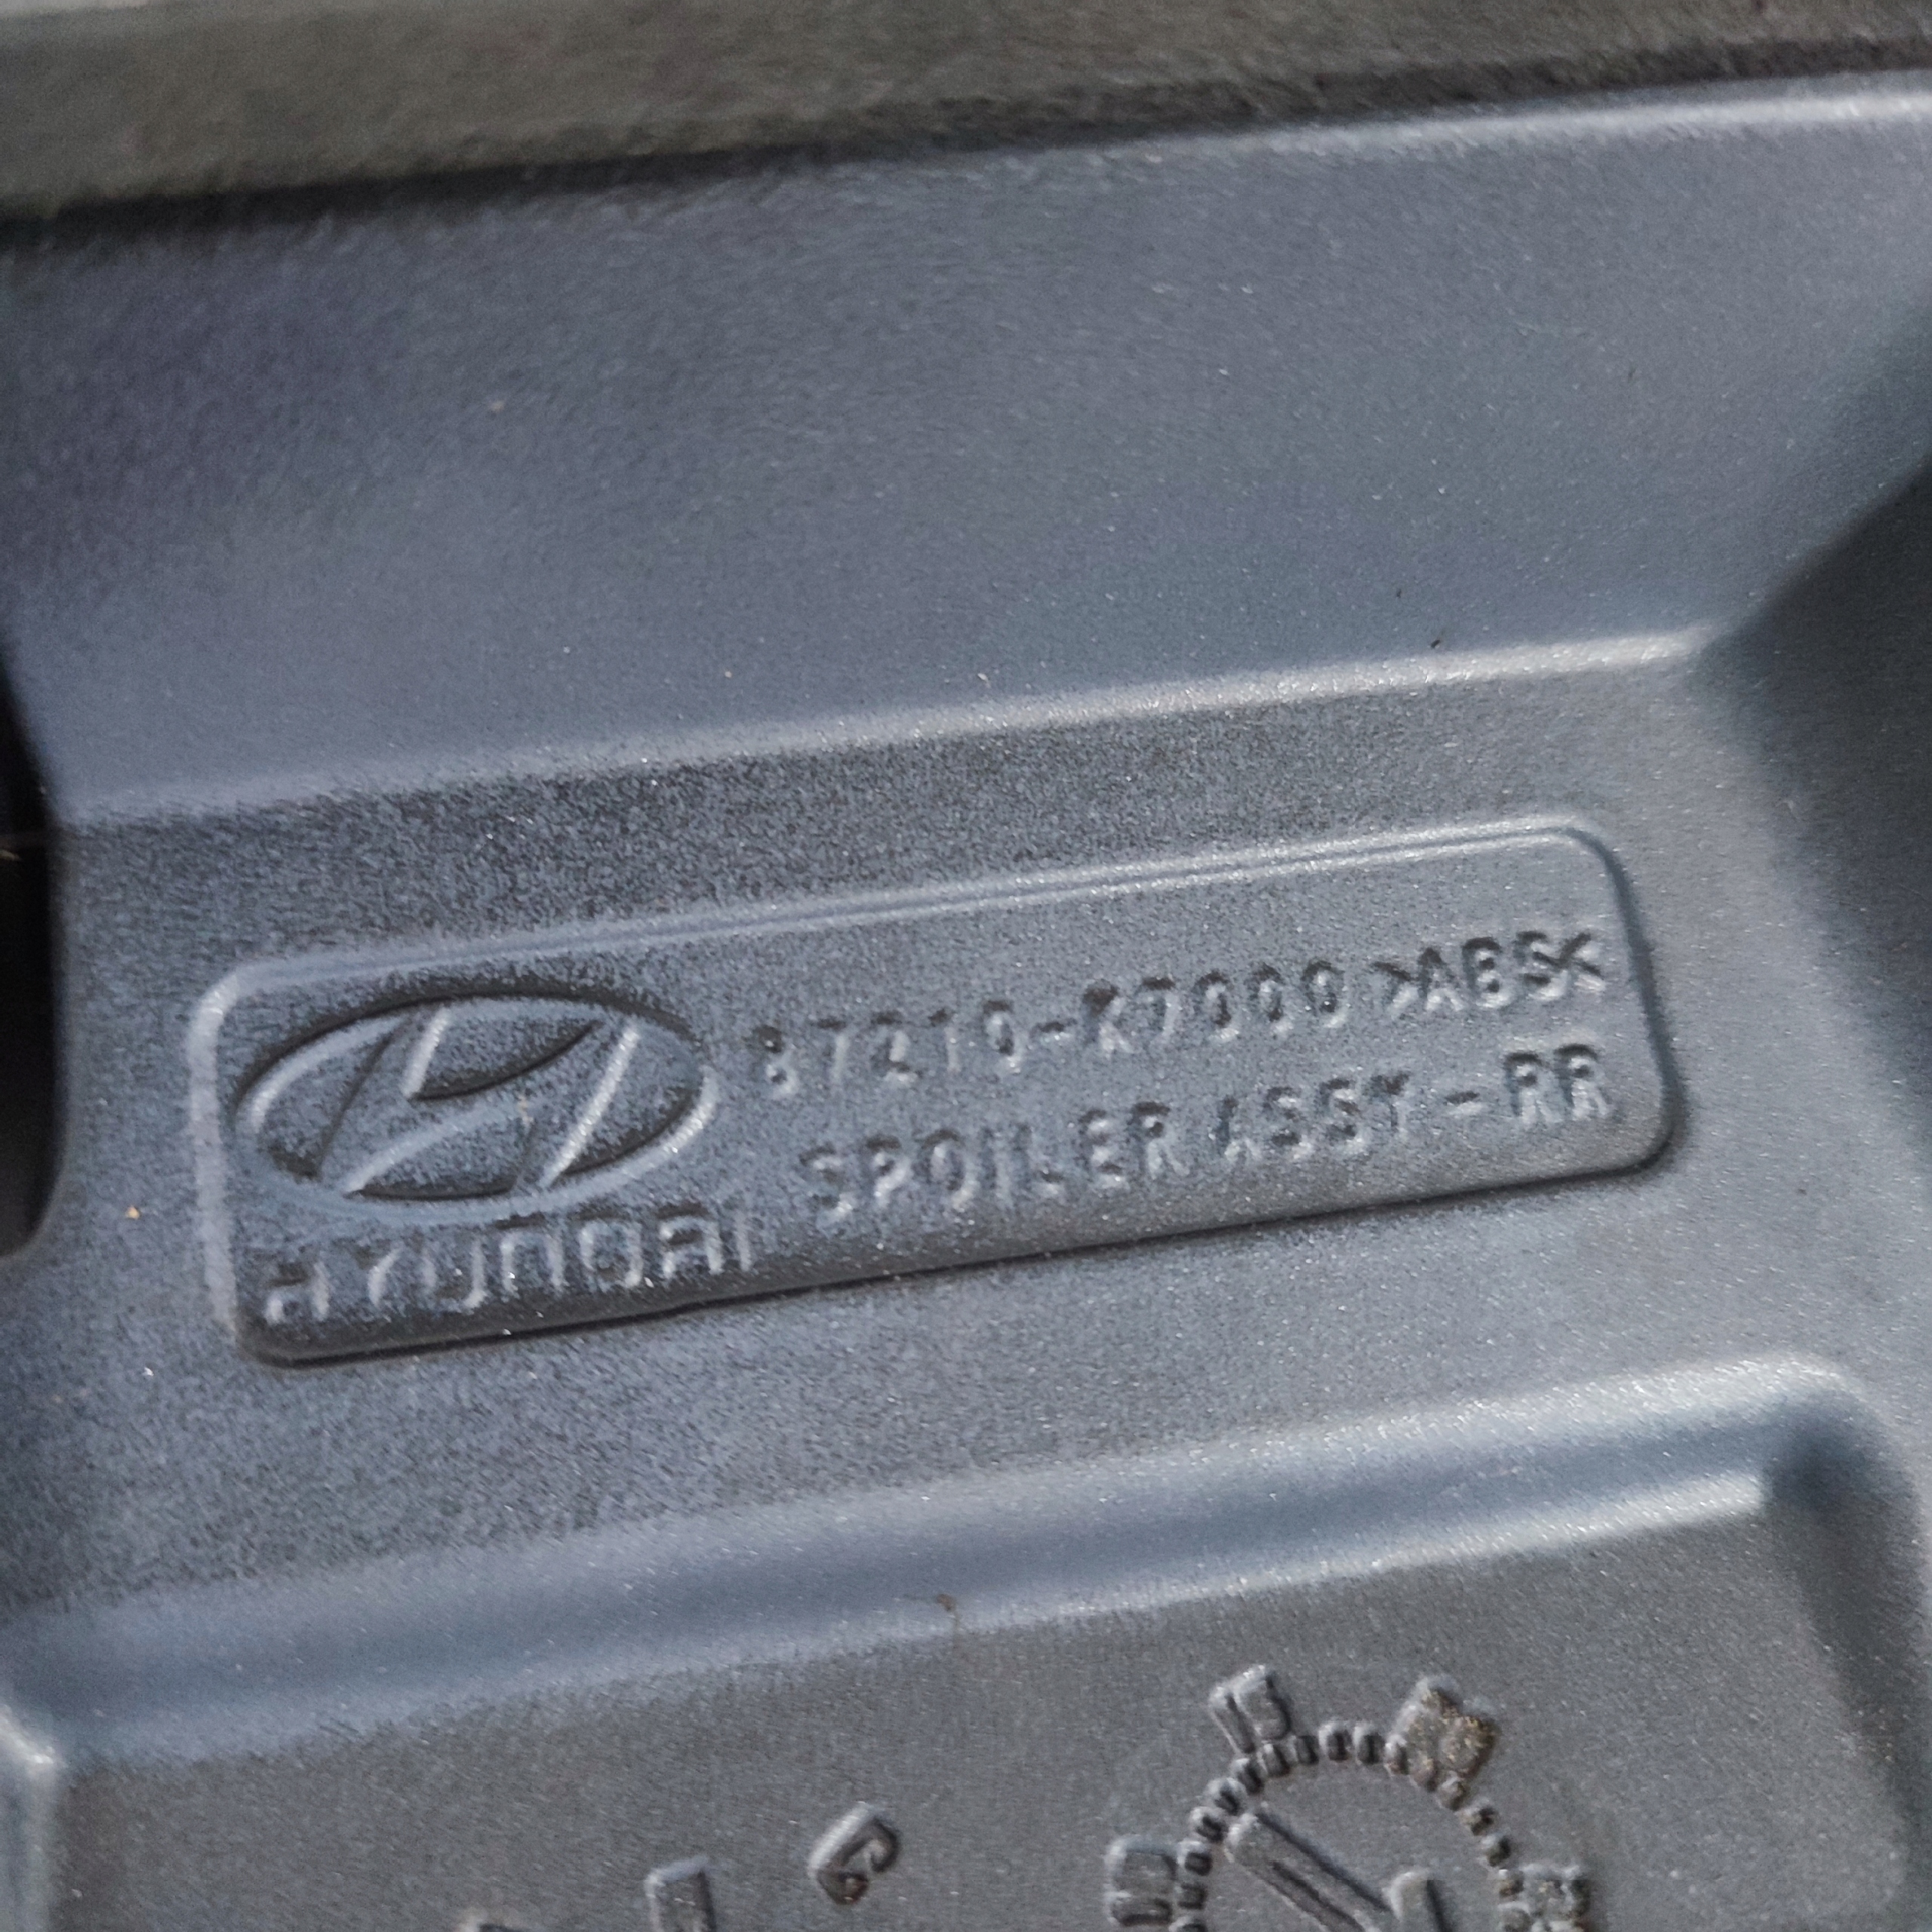 87210-K7000 >ABS<
SPOILER ASSY-RR
HYUNDAI